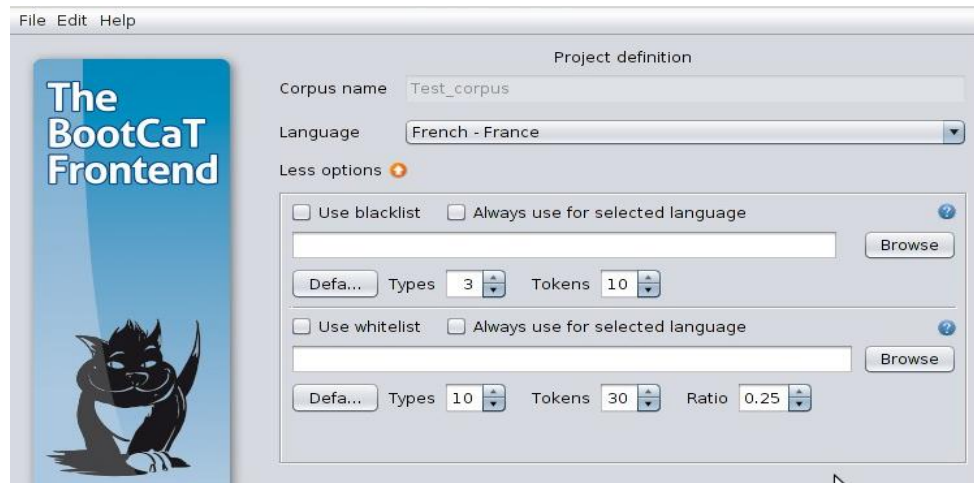 File Edit Help
Project definition
The
BootCaT
Frontend
Corpus name Test_corpus
Language French - France
Less options
Use blacklist Always use for selected language ?
Browse
Defa... Types 3 Tokens 10
Use whitelist Always use for selected language ?
Browse
Defa... Types 10 Tokens 30 Ratio 0.25